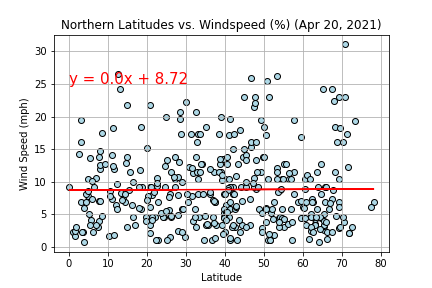 Northern Latitudes vs. Windspeed (%) (Apr 20, 2021)
30
y = 0.0x + 8.72
25
20
15
10
5
0
Wind Speed (mph)
0 10 20 30 40 50 60 70 80
Latitude